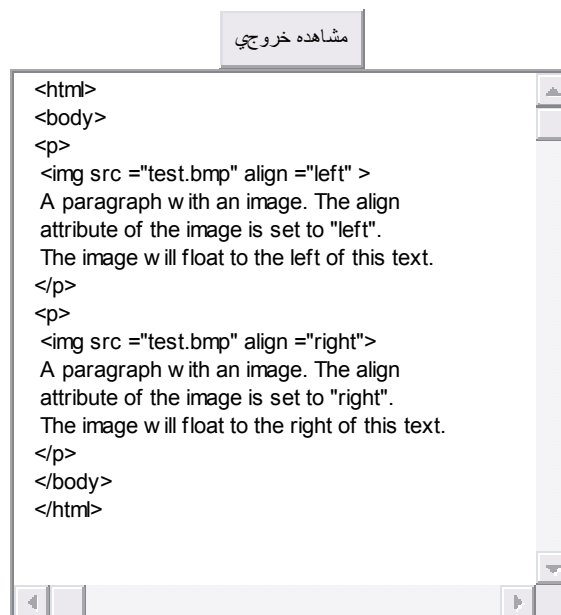 مشاهده خروجي
<html>
<body>
<p>
<img src ="test.bmp" align ="left" >
A paragraph with an image. The align
attribute of the image is set to "left".
The image will float to the left of this text.
</p>
<p>
<img src ="test.bmp" align ="right">
A paragraph with an image. The align
attribute of the image is set to "right".
The image will float to the right of this text.
</p>
</body>
</html>